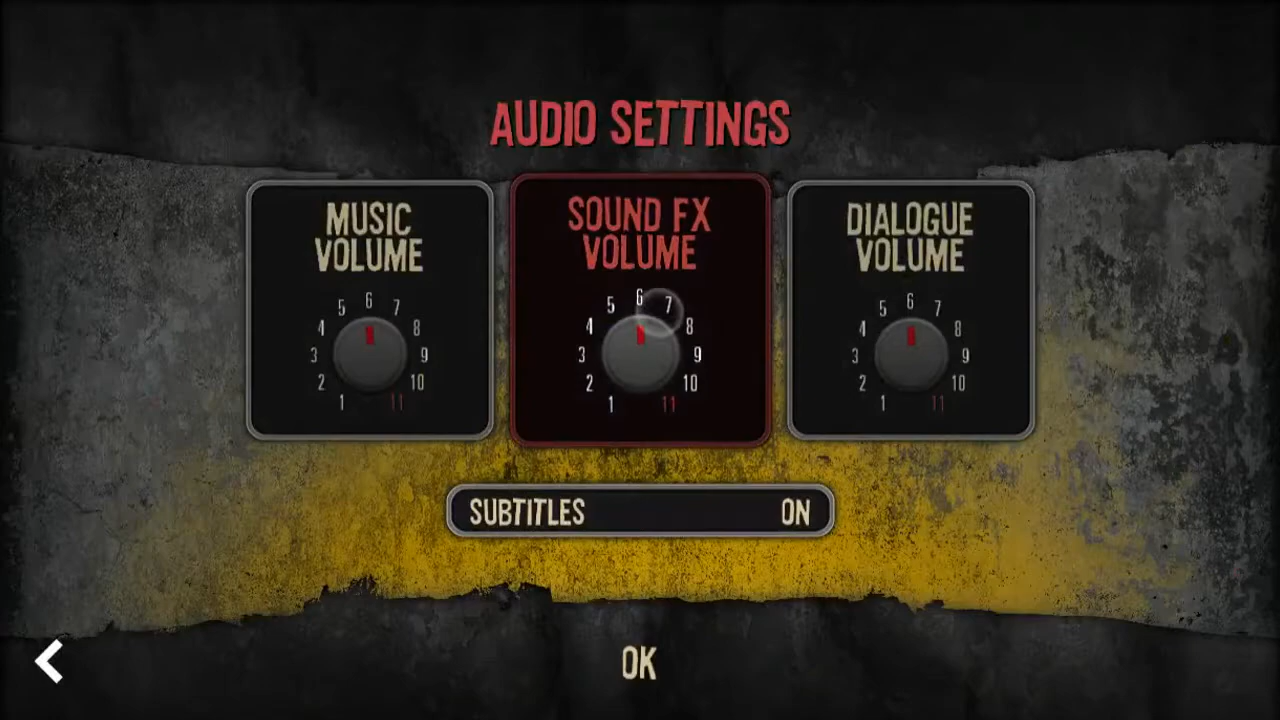 AUDIO SETTINGS
MUSIC
VOLUME
1 2 3 4 5 6 7 8 9 10 11
SOUND FX
VOLUME
1 2 3 4 5 6 7 8 9 10 11
DIALOGUE
VOLUME
1 2 3 4 5 6 7 8 9 10 11
SUBTITLES ON
OK